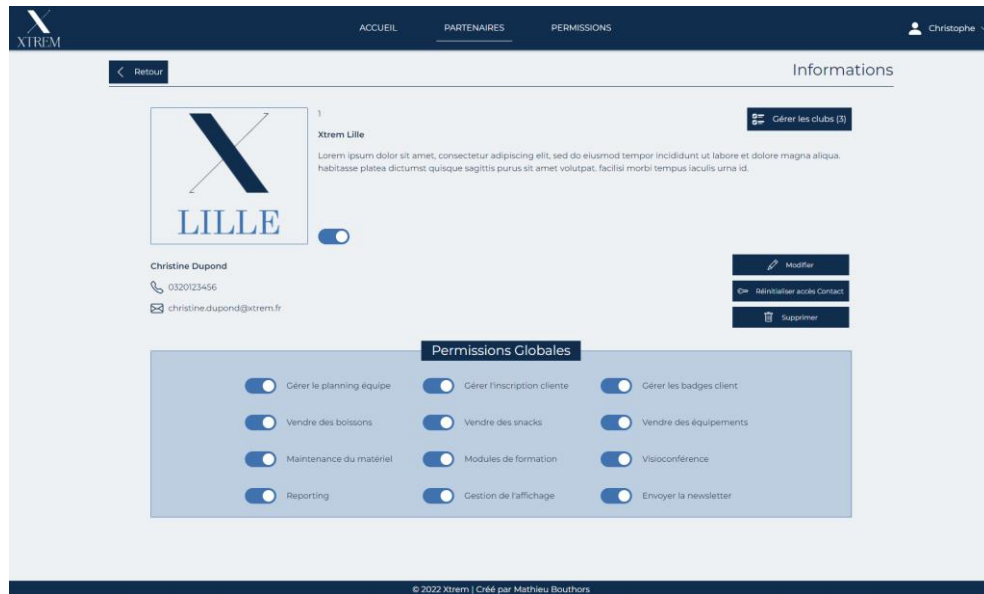 XTREM
ACCUEIL PARTENAIRES PERMISSIONS
Christophe
Retour
Informations
X
LILLE
1
Xtrem Lille
Lorem ipsum dolor sit amet, consectetur adipiscing elit, sed do eiusmod tempor incididunt ut labore et dolore magna aliqua.
habitasse platea dictumst quisque sagittis purus sit amet volutpat. facilisi morbi tempus iaculis urna id.
Gérer les clubs (3)
Christine Dupond
0320123456
christine.dupond@xtrem.fr
Modifier
Réinitialiser accès Contact
Supprimer
Permissions Globales
Gérer le planning équipe Gérer l'inscription cliente Gérer les badges client
Vendre des boissons Vendre des snacks Vendre des équipements
Maintenance du matériel Modules de formation Visioconférence
Reporting Gestion de l'affichage Envoyer la newsletter
© 2022 Xtrem | Créé par Mathieu Bouthors